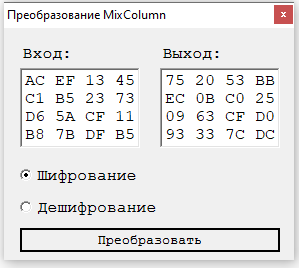 Преобразование MixColumn
x
Вход: Выход:
AC EF 13 45 75 20 53 BB
C1 B5 23 73 EC 0B C0 25
D6 5A CF 11 09 63 CF D0
B8 7B DF B5 93 33 7C DC
Шифрование
Дешифрование
Преобразовать